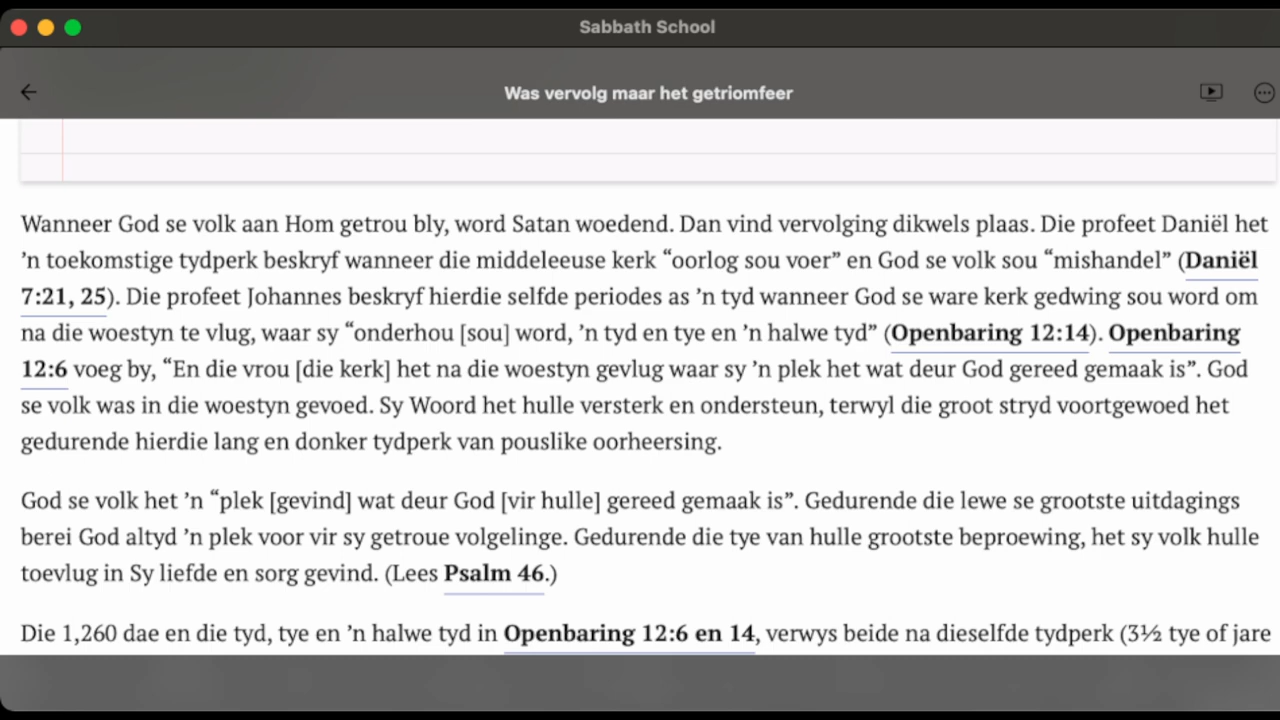 Sabbath School
Was vervolg maar het getriomfeer
Wanneer God se volk aan Hom getrou bly, word Satan woedend. Dan vind vervolging dikwels plaas. Die profeet Daniël het
’n toekomstige tydperk beskryf wanneer die middeleeuse kerk “oorlog sou voer” en God se volk sou “mishandel” (Daniël
7:21, 25). Die profeet Johannes beskryf hierdie selfde periodes as ’n tyd wanneer God se ware kerk gedwing sou word om
na die woestyn te vlug, waar sy “onderhou [sou] word, ’n tyd en tye en ’n halwe tyd” (Openbaring 12:14). Openbaring
12:6 voeg by, “En die vrou [die kerk] het na die woestyn gevlug waar sy ’n plek het wat deur God gereed gemaak is”. God
se volk was in die woestyn gevoed. Sy Woord het hulle versterk en ondersteun, terwyl die groot stryd voortgewoed het
gedurende hierdie lang en donker tydperk van pouslike oorheersing.
God se volk het ’n “plek [gevind] wat deur God [vir hulle] gereed gemaak is”. Gedurende die lewe se grootste uitdagings
berei God altyd ’n plek voor vir sy getroue volgelinge. Gedurende die tye van hulle grootste beproewing, het sy volk hulle
toevlug in Sy liefde en sorg gevind. (Lees Psalm 46.)
Die 1,260 dae en die tyd, tye en ’n halwe tyd in Openbaring 12:6 en 14, verwys beide na dieselfde tydperk (3½ tye of jare